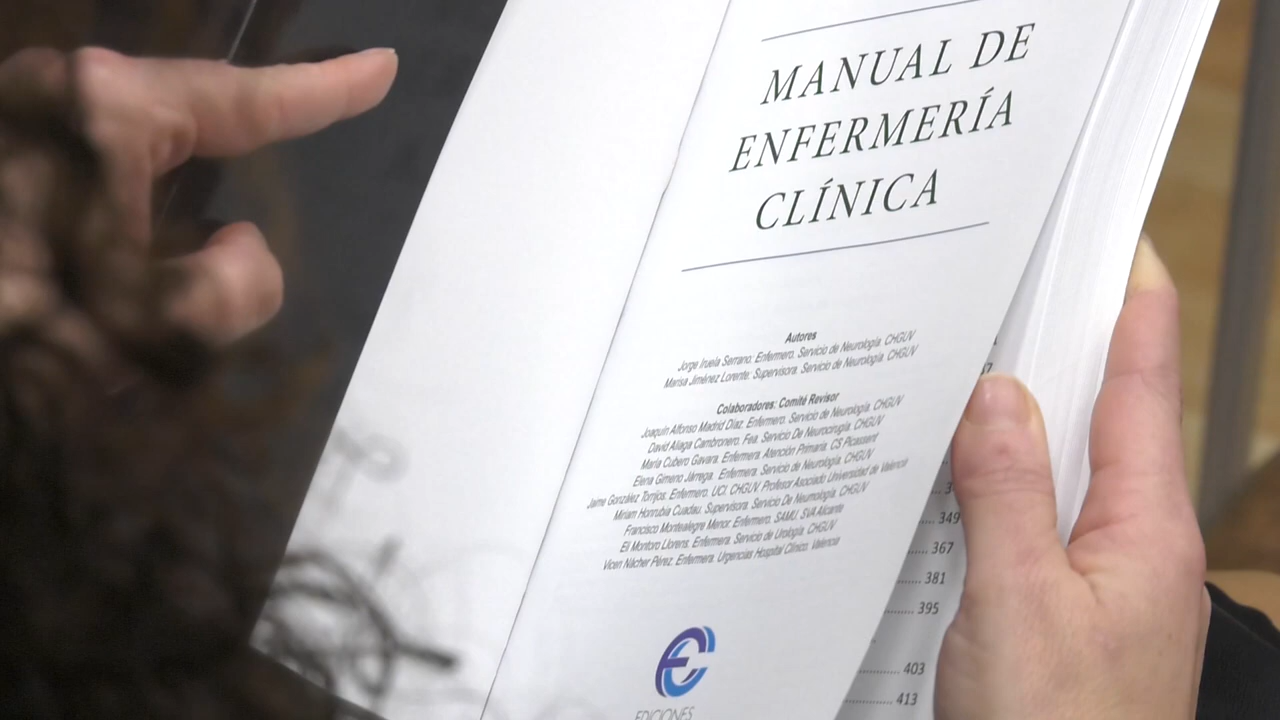 MANUAL DE
ENFERMERÍA
CLÍNICA
Autores
Jorge Iruela Serrano: Enfermero. Servicio de Neurología. CHGUV
Marisa Jiménez Lorente: Supervisora. Servicio de Neurología. CHGUV
Colaboradores: Comité Revisor
Joaquín Alfonso Madrid Díaz. Enfermero. Servicio de Neurología. CHGUV
David Aliaga Cambronero. Fea. Servicio De Neurocirugía. CHGUV
María Cubero Gavara. Enfermera. Atención Primaria. CS Picassent
Elena Gimeno Járrega. Enfermera. Servicio de Neurología. CHGUV
Jaime González Torrijos. Enfermero. UCI. CHGUV. Profesor Asociado Universidad de Valencia
Miriam Honrubia Cuadau. Supervisora. Servicio De Neumología. CHGUV
Francisco Montealegre Menor. Enfermero. SAMU. SVA Alicante
Eli Montoro Llorens. Enfermera. Servicio de Urología. CHGUV
Vicen Nácher Pérez. Enfermera. Urgencias Hospital Clínico. Valencia
EDICIONES
349
367
381
395
403
413